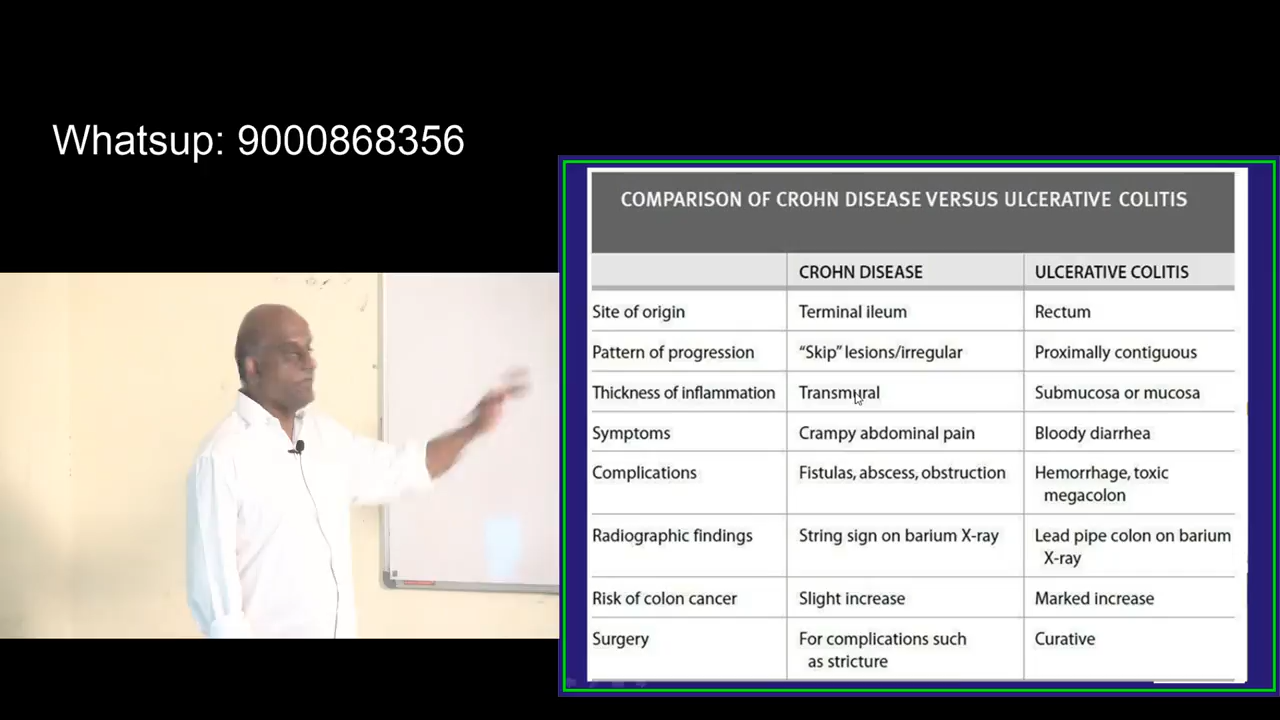 Whatsup: 9000868356
COMPARISON OF CROHN DISEASE VERSUS ULCERATIVE COLITIS
CROHN DISEASE ULCERATIVE COLITIS
Site of origin Terminal ileum Rectum
Pattern of progression “Skip” lesions/irregular Proximally contiguous
Thickness of inflammation Transmural Submucosa or mucosa
Symptoms Crampy abdominal pain Bloody diarrhea
Complications Fistulas, abscess, obstruction Hemorrhage, toxic
megacolon
Radiographic findings String sign on barium X-ray Lead pipe colon on barium
X-ray
Risk of colon cancer Slight increase Marked increase
Surgery For complications such Curative
as stricture